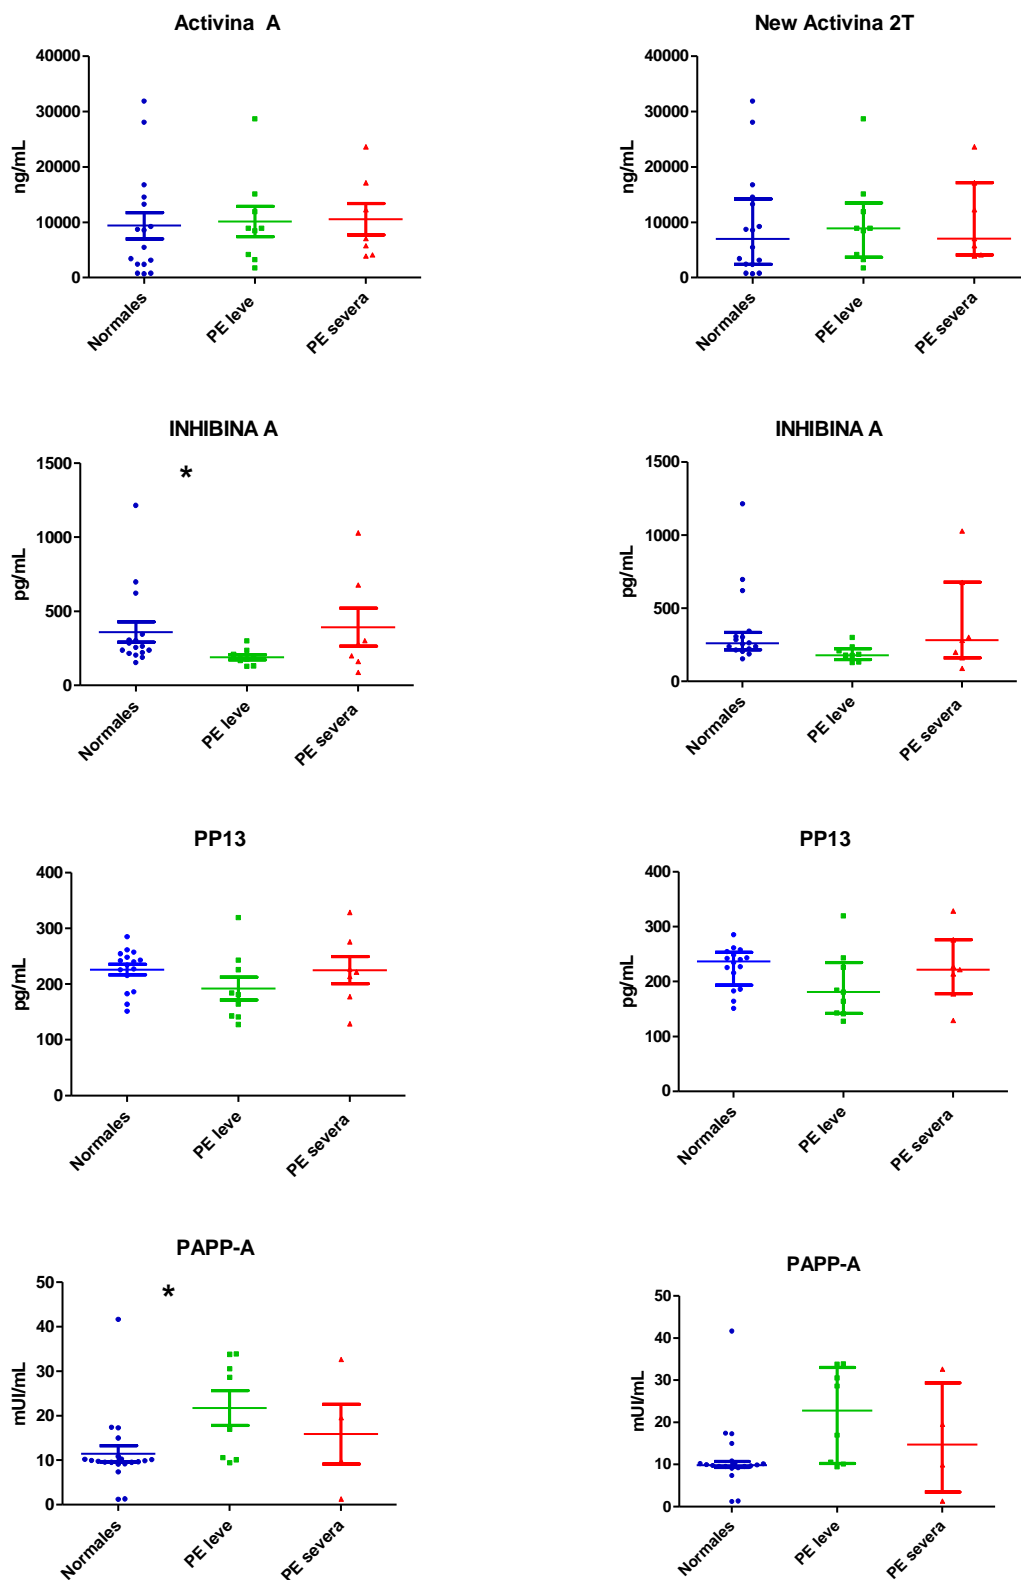 Activina  A
40000
30000
20000
10000
0
ng/mL
Normales
PE leve
PE severa
New Activina 2T
40000
30000
20000
10000
0
ng/mL
Normales
PE leve
PE severa
INHIBINA A
*
1500
1000
500
0
pg/mL
Normales
PE leve
PE severa
INHIBINA A
1500
1000
500
0
pg/mL
Normales
PE leve
PE severa
PP13
400
300
200
100
0
pg/mL
Normales
PE leve
PE severa
PP13
400
300
200
100
0
pg/mL
Normales
PE leve
PE severa
PAPP-A
*
50
40
30
20
10
0
mUI/mL
Normales
PE leve
PE severa
PAPP-A
50
40
30
20
10
0
mUI/mL
Normales
PE leve
PE severa